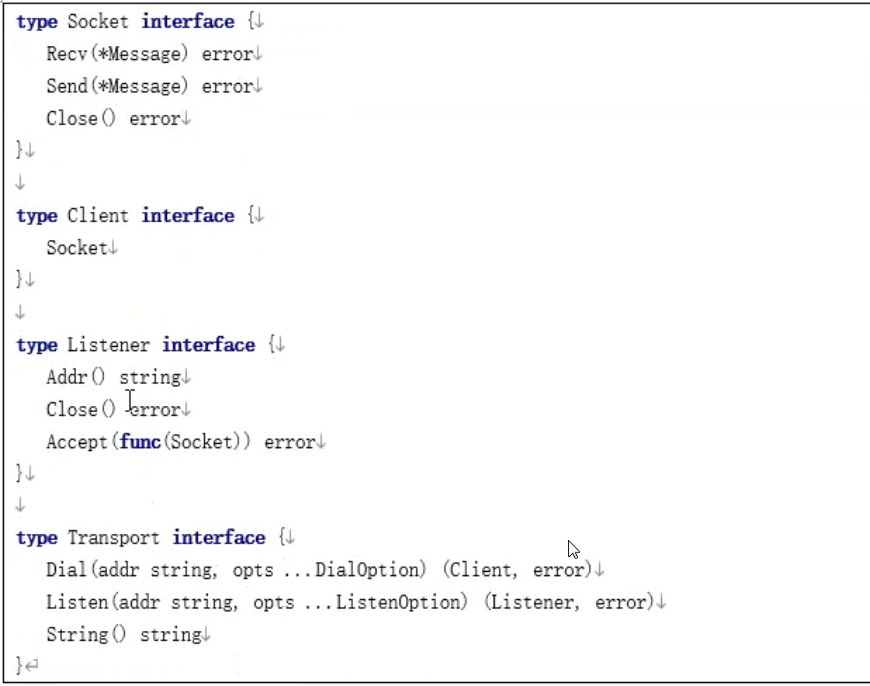 type Socket interface {↓
Recv(*Message) error↓
Send(*Message) error↓
Close() error↓
}↓
↓
type Client interface {↓
Socket↓
}↓
↓
type Listener interface {↓
Addr() string↓
Close() error↓
Accept(func(Socket)) error↓
}↓
↓
type Transport interface {↓
Dial(addr string, opts ...DialOption) (Client, error)↓
Listen(addr string, opts ...ListenOption) (Listener, error)↓
String() string↓
}↵